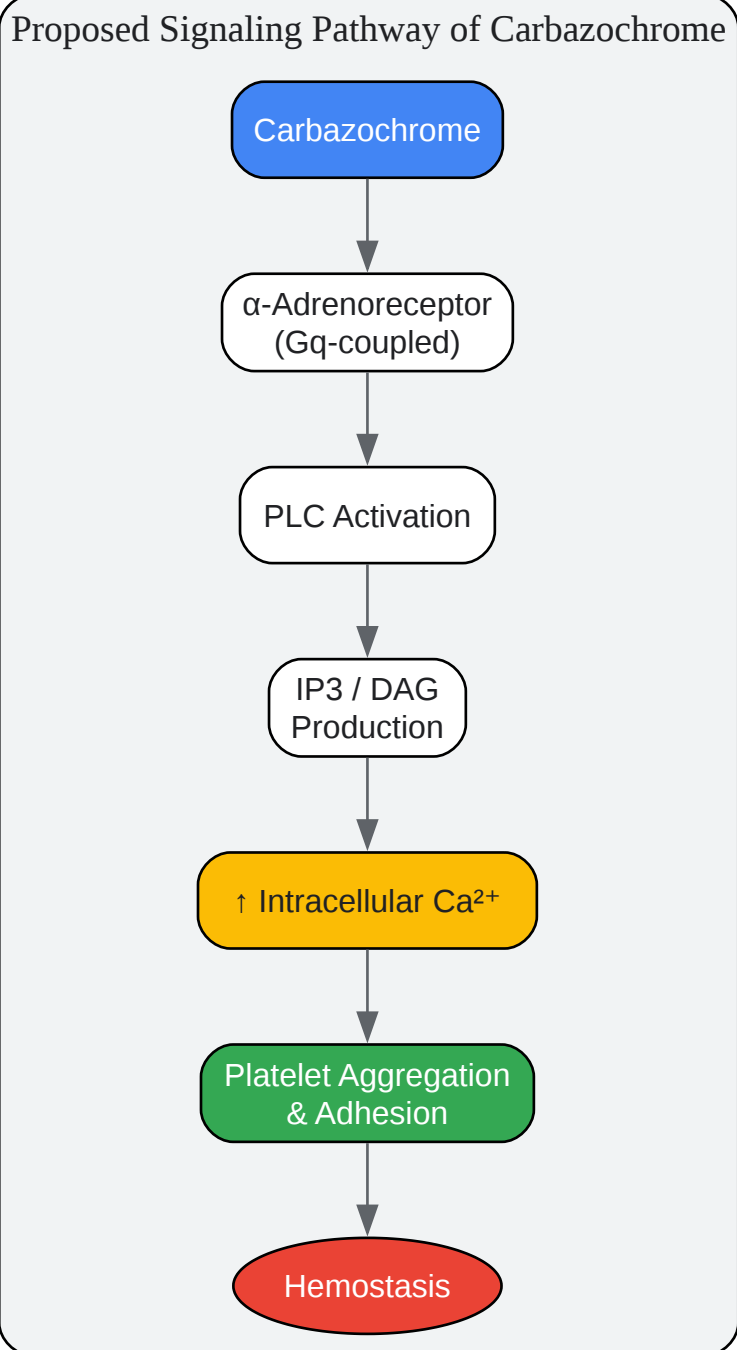 Proposed Signaling Pathway of Carbazochrome
Carbazochrome
α-Adrenoreceptor
(Gq-coupled)
PLC Activation
IP3 / DAG
Production
↑ Intracellular Ca²⁺
Platelet Aggregation
& Adhesion
Hemostasis